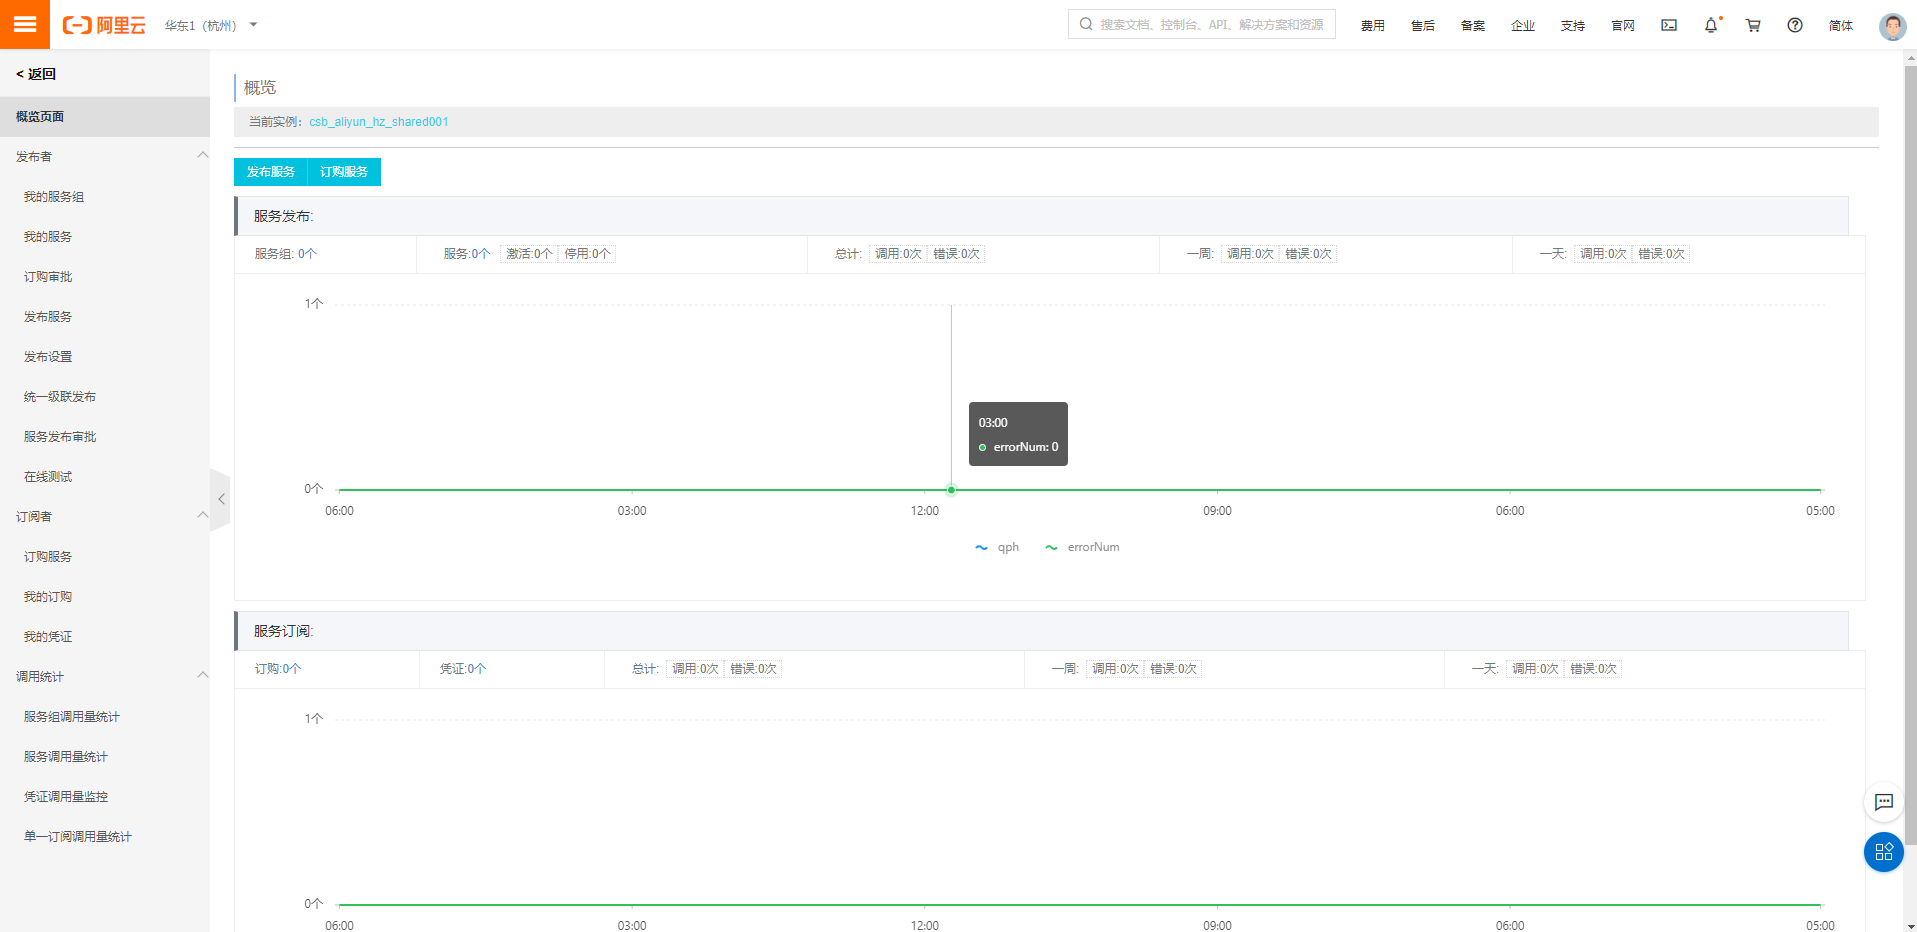 阿里云
华东1（杭州）
搜索文档、控制台、API、解决方案和资源
费用
售后
备案
企业
支持
官网
简体
< 返回
概览页面
发布者
我的服务组
我的服务
订购审批
发布服务
发布设置
统一级联发布
服务发布审批
在线测试
订阅者
订购服务
我的订购
我的凭证
调用统计
服务组调用量统计
服务调用量统计
凭证调用量监控
单一订阅调用量统计
概览
当前实例：csb_aliyun_hz_shared001
发布服务 订购服务
服务发布:
服务组: 0个 服务:0个 激活:0个 停用:0个 总计: 调用:0次 错误:0次 一周: 调用:0次 错误:0次 一天: 调用:0次 错误:0次
1个
03:00
errorNum: 0
0个
06:00 03:00 12:00 09:00 06:00 05:00
qph errorNum
服务订阅:
订购:0个 凭证:0个 总计: 调用:0次 错误:0次 一周: 调用:0次 错误:0次 一天: 调用:0次 错误:0次
1个
0个
06:00 03:00 12:00 09:00 06:00 05:00